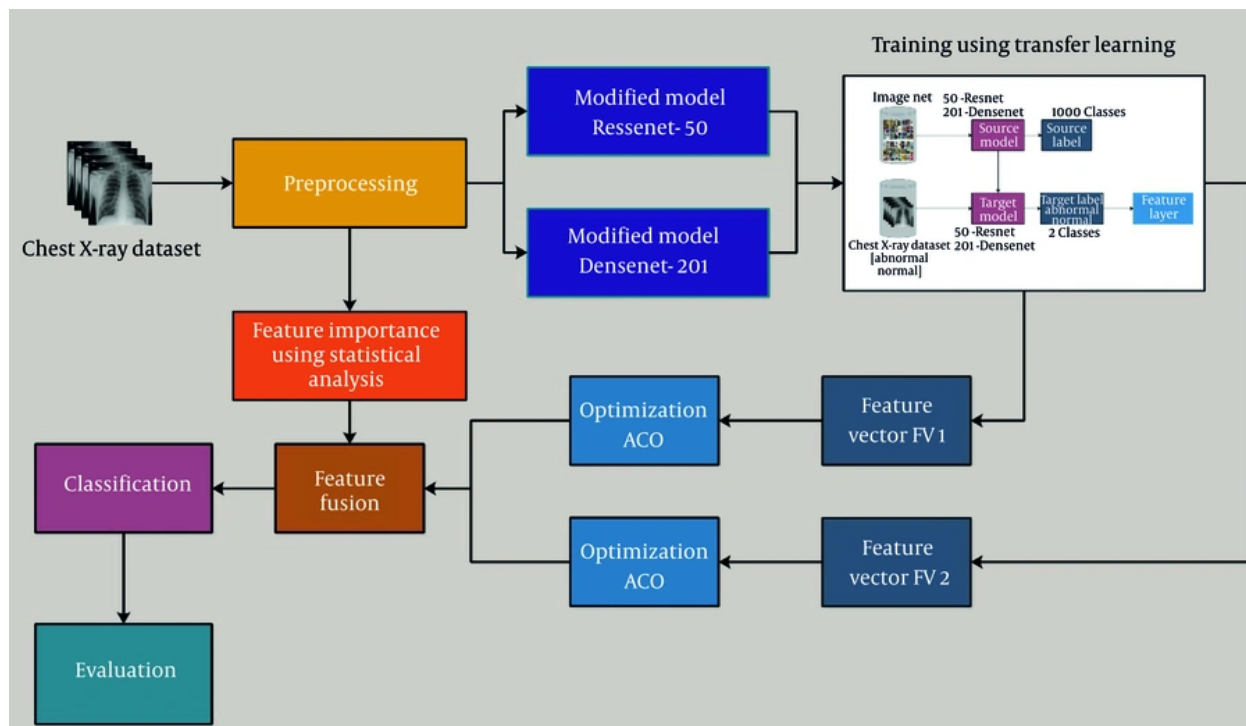 Training using transfer learning
Modified model
Ressenet- 50
Image net
50 -Resnet
201-Densenet
1000 Classes
Source
model
Source
label
Preprocessing
Chest X-ray dataset
Modified model
Densenet- 201
Target
model
Target label
abnormal
normal
Feature
layer
50 -Resnet
201 -Densenet
2 Classes
Chest X-ray dataset
[abnormal
normal]
Feature importance
using statistical
analysis
Optimization
ACO
Feature
vector FV 1
Classification
Feature
fusion
Optimization
ACO
Feature
vector FV 2
Evaluation